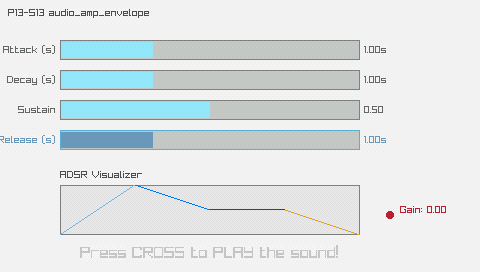 P13-S13 audio_amp_envelope
Attack (s) 1.00s
Decay (s) 1.00s
Sustain 0.50
Release (s) 1.00s
ADSR Visualizer
Gain: 0.00
Press CROSS to PLAY the sound!